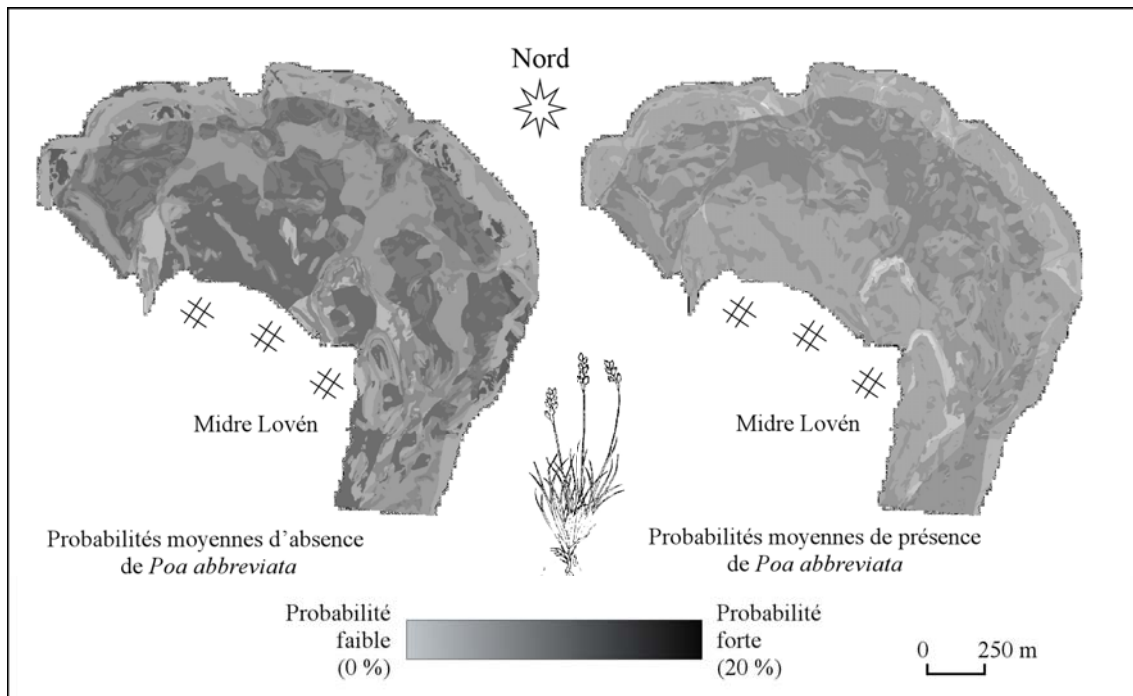 Nord
Midre Lovén
Midre Lovén
Probabilités moyennes d'absence
de Poa abbreviata
Probabilités moyennes de présence
de Poa abbreviata
Probabilité
faible
(0 %)
Probabilité
forte
(20 %)
0 250 m